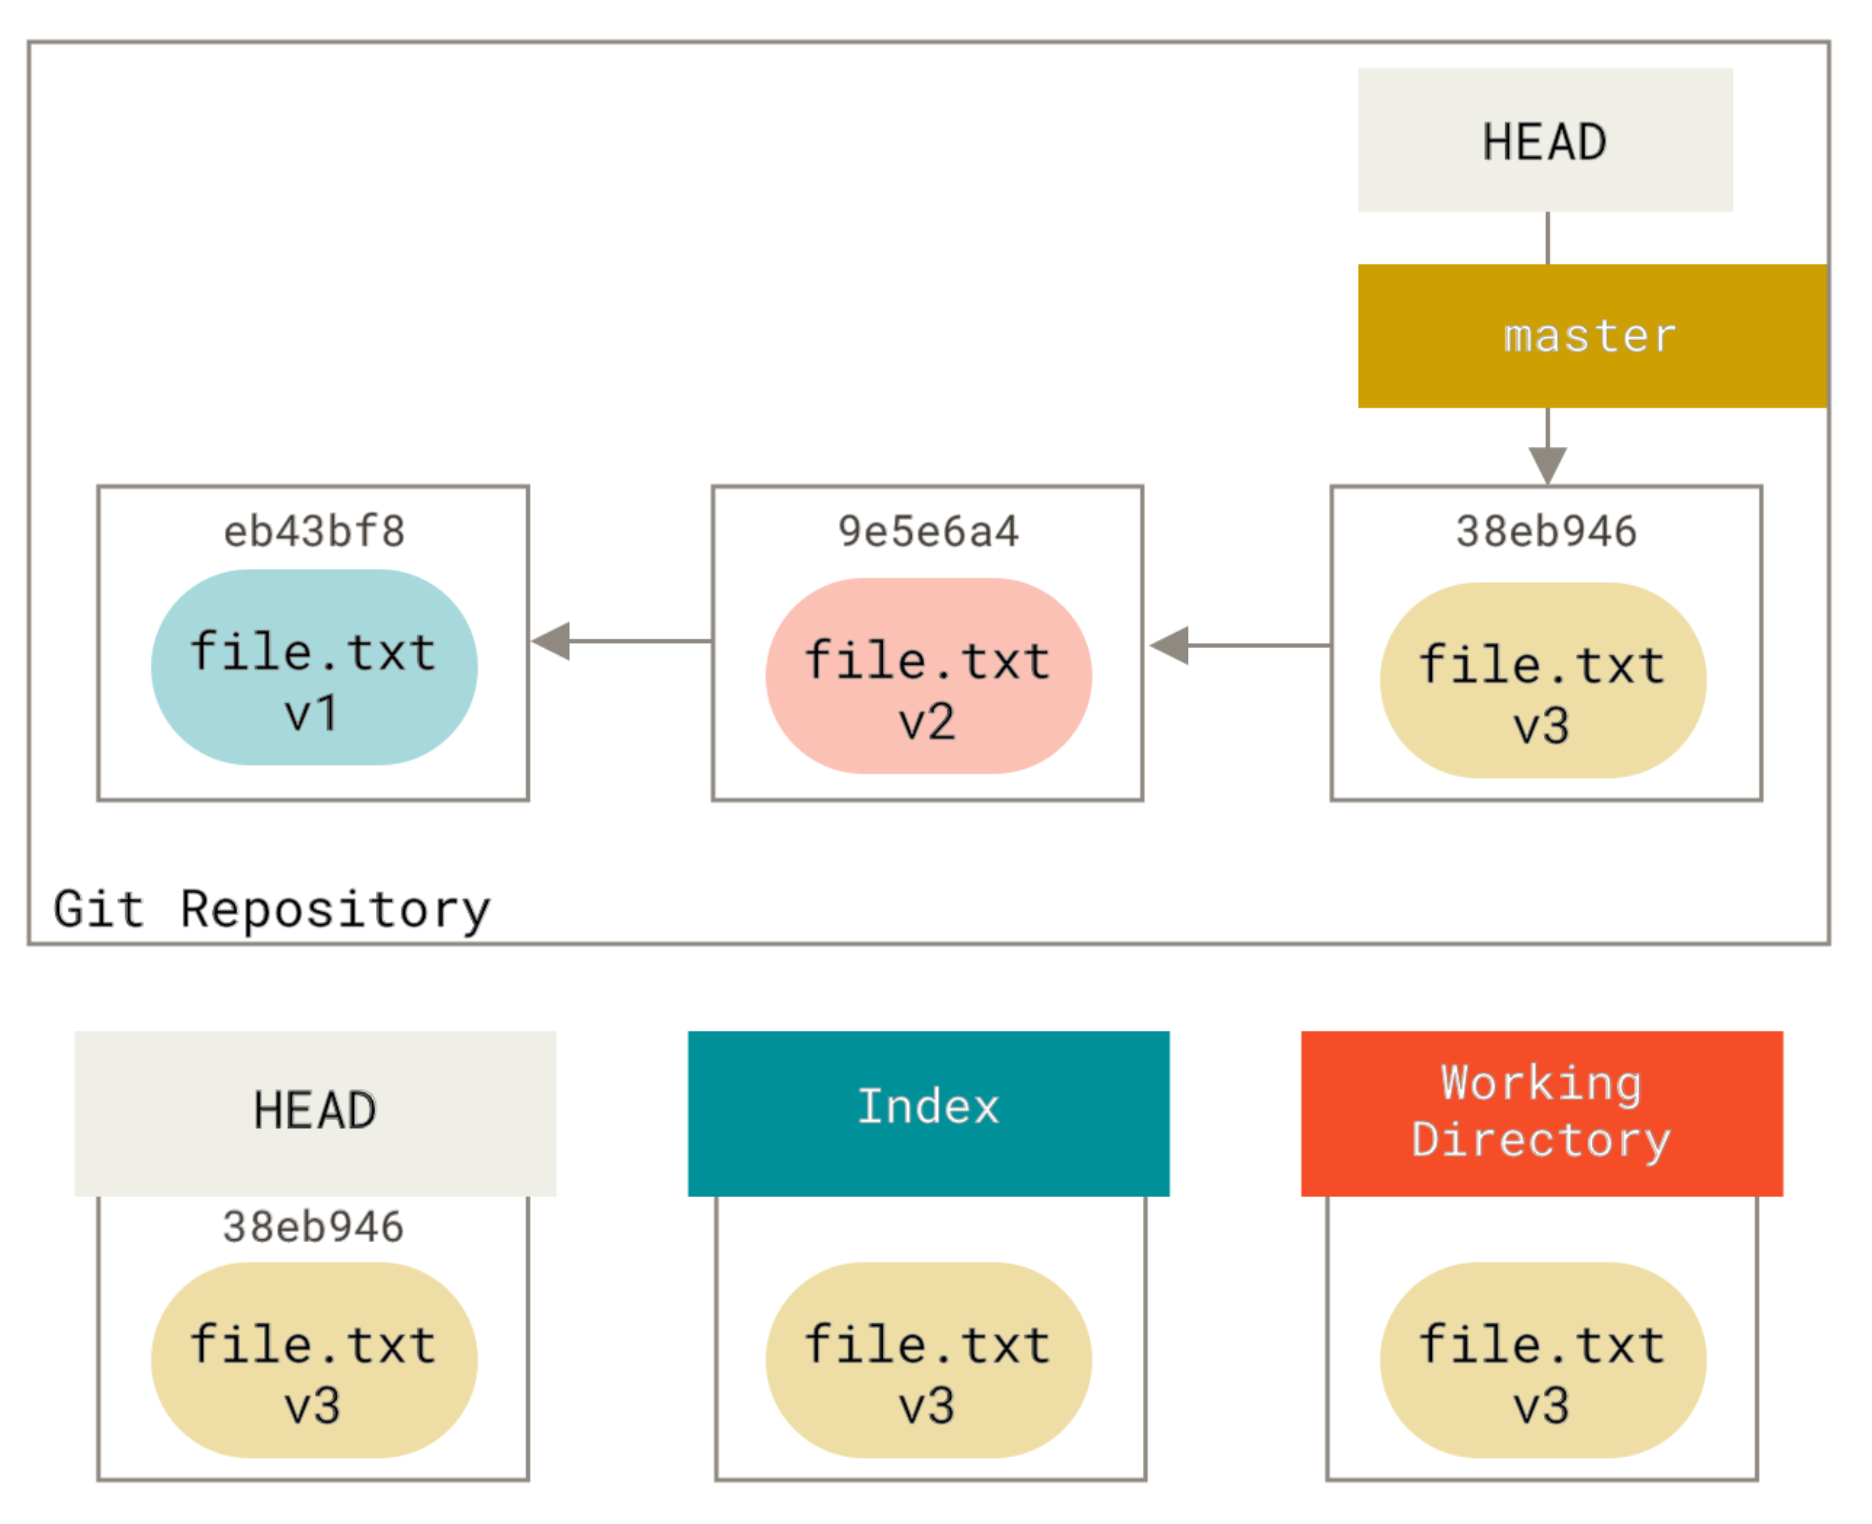 HEAD
master
eb43bf8
file.txt
v1
9e5e6a4
file.txt
v2
38eb946
file.txt
v3
Git Repository
HEAD
38eb946
file.txt
v3
Index
file.txt
v3
Working
Directory
file.txt
v3